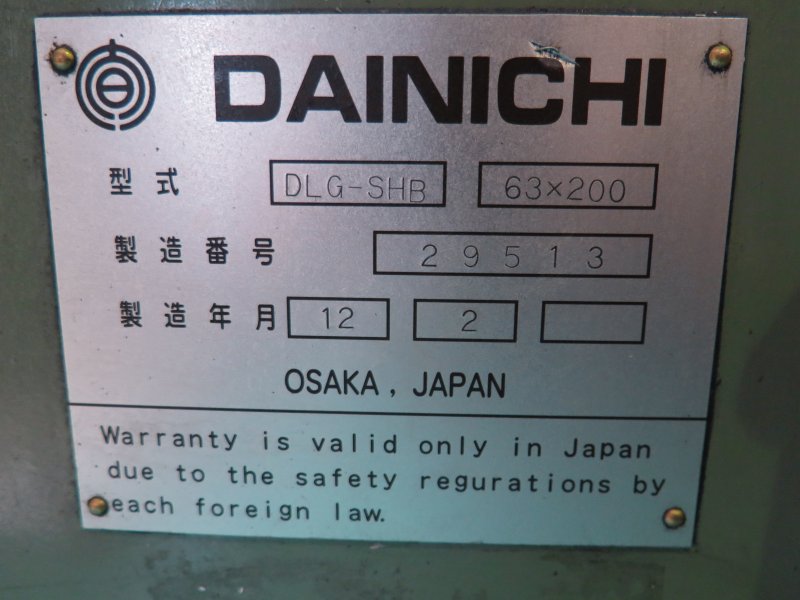 DAINICHI
型式 DLG-SHB 63×200
製造番号 29513
製造年月 12 2
OSAKA, JAPAN
Warranty is valid only in Japan
due to the safety regurations by
each foreign law.